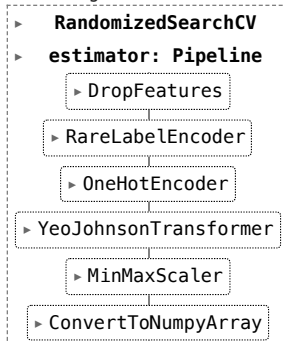 RandomizedSearchCV
estimator: Pipeline
DropFeatures
RareLabelEncoder
OneHotEncoder
YeoJohnsonTransformer
MinMaxScaler
ConvertToNumpyArray